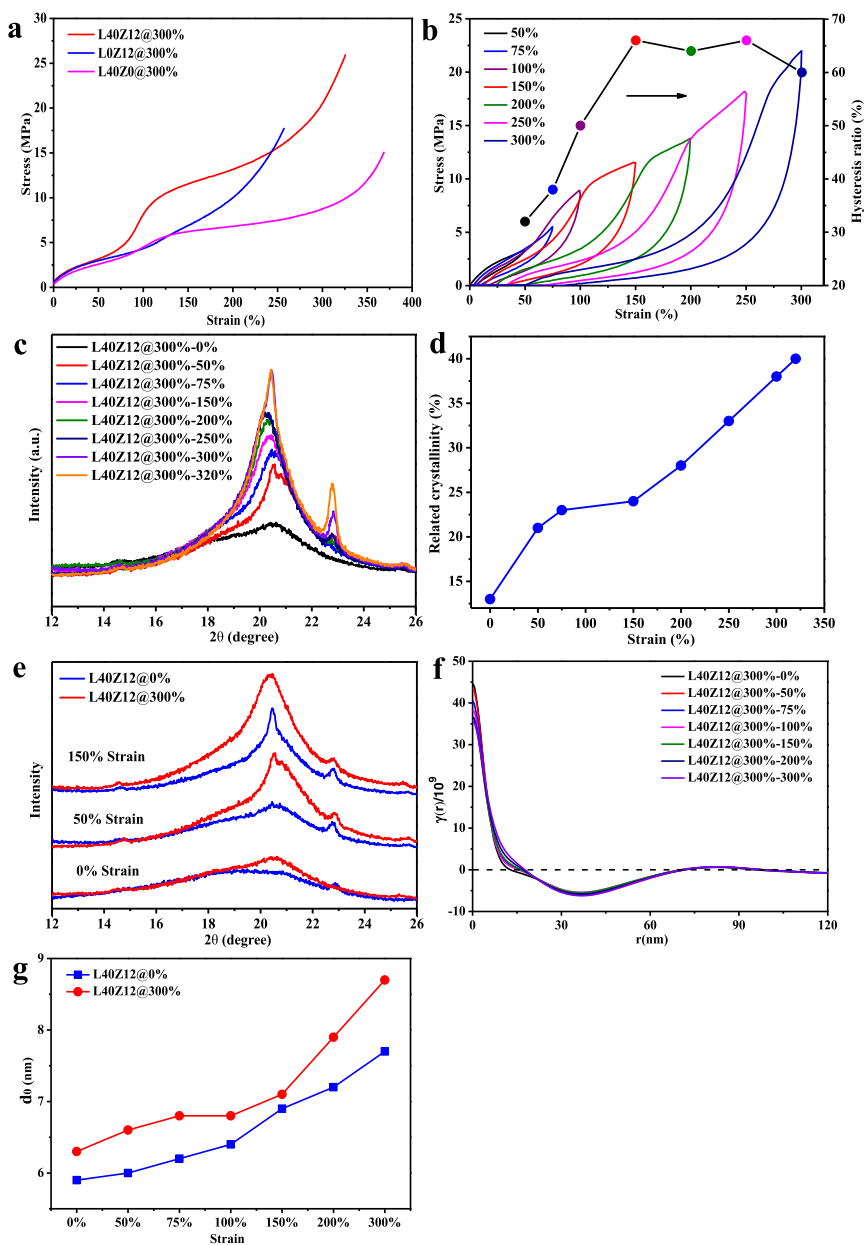 a
L40Z12@300%
L0Z12@300%
L40Z0@300%
Stress (MPa)
30
25
20
15
10
5
0
0 50 100 150 200 250 300 350 400
Strain (%)
b
50%
75%
100%
150%
200%
250%
300%
Stress (MPa)
25
20
15
10
5
0
0 50 100 150 200 250 300
Strain (%)
70
60
50
40
30
20
Hysteresis ratio (%)
c
L40Z12@300%-0%
L40Z12@300%-50%
L40Z12@300%-75%
L40Z12@300%-150%
L40Z12@300%-200%
L40Z12@300%-250%
L40Z12@300%-300%
L40Z12@300%-320%
Intensity (a.u.)
12 14 16 18 20 22 24 26
2θ (degree)
d
Related crystallinity (%)
40
35
30
25
20
15
0 50 100 150 200 250 300 350
Strain (%)
e
L40Z12@0%
L40Z12@300%
150% Strain
50% Strain
0% Strain
Intensity
12 14 16 18 20 22 24 26
2θ (degree)
f
L40Z12@300%-0%
L40Z12@300%-50%
L40Z12@300%-75%
L40Z12@300%-100%
L40Z12@300%-150%
L40Z12@300%-200%
L40Z12@300%-300%
γ(r)/10⁹
50
40
30
20
10
0
-10
0 30 60 90 120
r(nm)
g
L40Z12@0%
L40Z12@300%
d₀ (nm)
9
8
7
6
0% 50% 75% 100% 150% 200% 300%
Strain